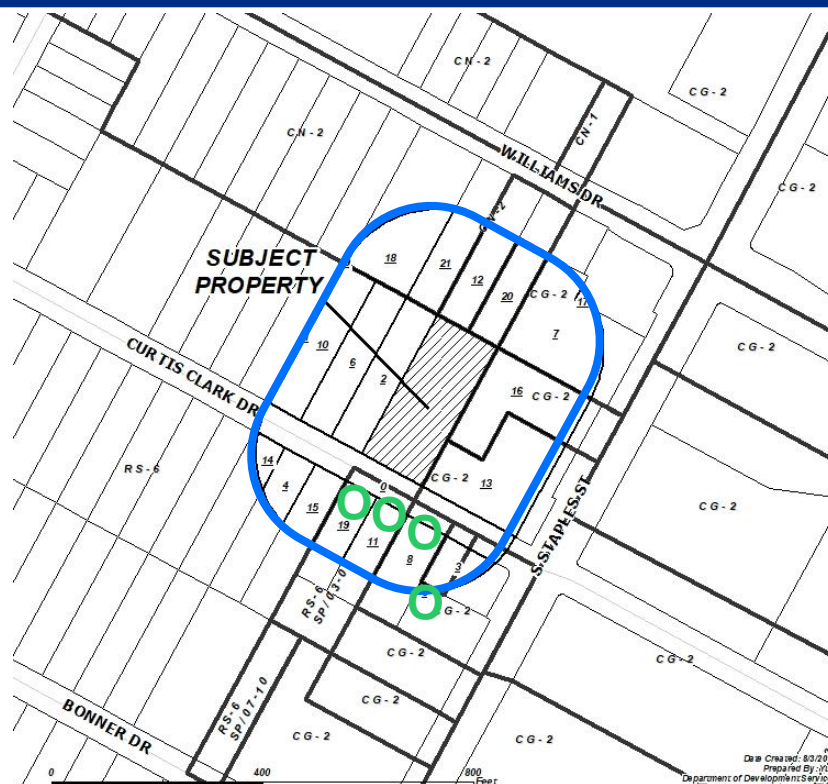 CN-2
CG-2
CN-1
CN-2
WILLIAMS DR
CG-2
CN-2
SUBJECT
PROPERTY
18
21
12
20
CG-2
17
7
CURTIS CLARK DR
10
6
2
16
CG-2
CG-2
RS-6
14
4
15
19
11
0
CG-2
13
8
3
S STAPLES ST
CG-2
RS-6
SP/03-0
CG-2
CG-2
CG-2
CG-2
RS-6
SP/07-10
BONNER DR
CG-2
CG-2
0
400
800
Feet
Date Created: 8/3/20
Prepared By:
Department of Development Servic